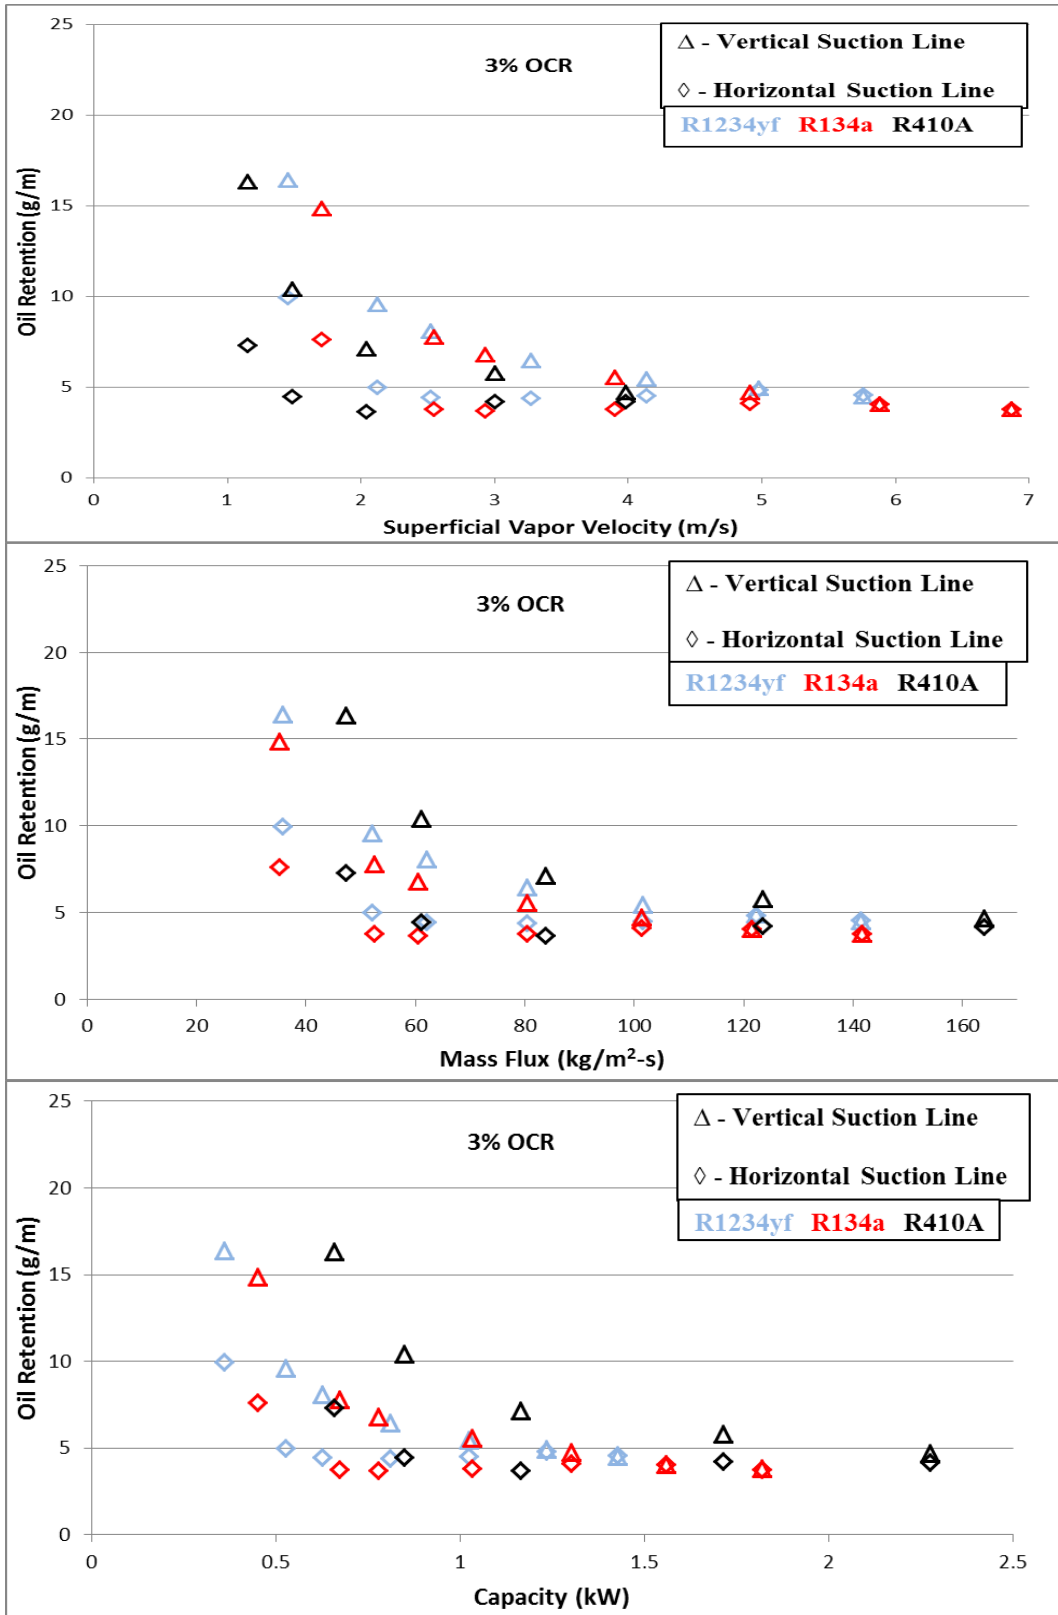 25
20
15
10
5
0
Oil Retention (g/m)
3% OCR
Δ - Vertical Suction Line
◊ - Horizontal Suction Line
R1234yf R134a R410A
0 1 2 3 4 5 6 7
Superficial Vapor Velocity (m/s)
25
20
15
10
5
0
Oil Retention (g/m)
3% OCR
Δ - Vertical Suction Line
◊ - Horizontal Suction Line
R1234yf R134a R410A
0 20 40 60 80 100 120 140 160
Mass Flux (kg/m²-s)
25
20
15
10
5
0
Oil Retention (g/m)
3% OCR
Δ - Vertical Suction Line
◊ - Horizontal Suction Line
R1234yf R134a R410A
0 0.5 1 1.5 2 2.5
Capacity (kW)